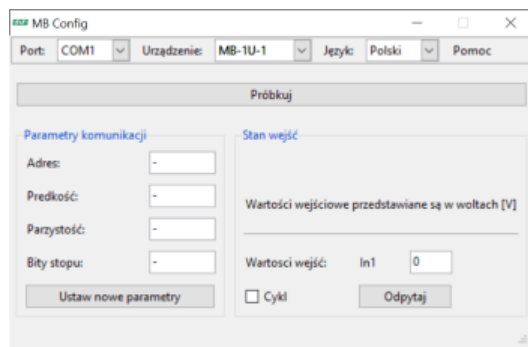 MB Config
Port: COM1 Urządzenie: MB-1U-1 Język: Polski Pomoc
Próbkuj
Parametry komunikacji
Adres: -
Predkość: -
Parzystość: -
Bity stopu: -
Ustaw nowe parametry
Stan wejść
Wartości wejściowe przedstawiane są w woltach [V]
Wartosci wejść: In1 0
Cykl Odpytaj